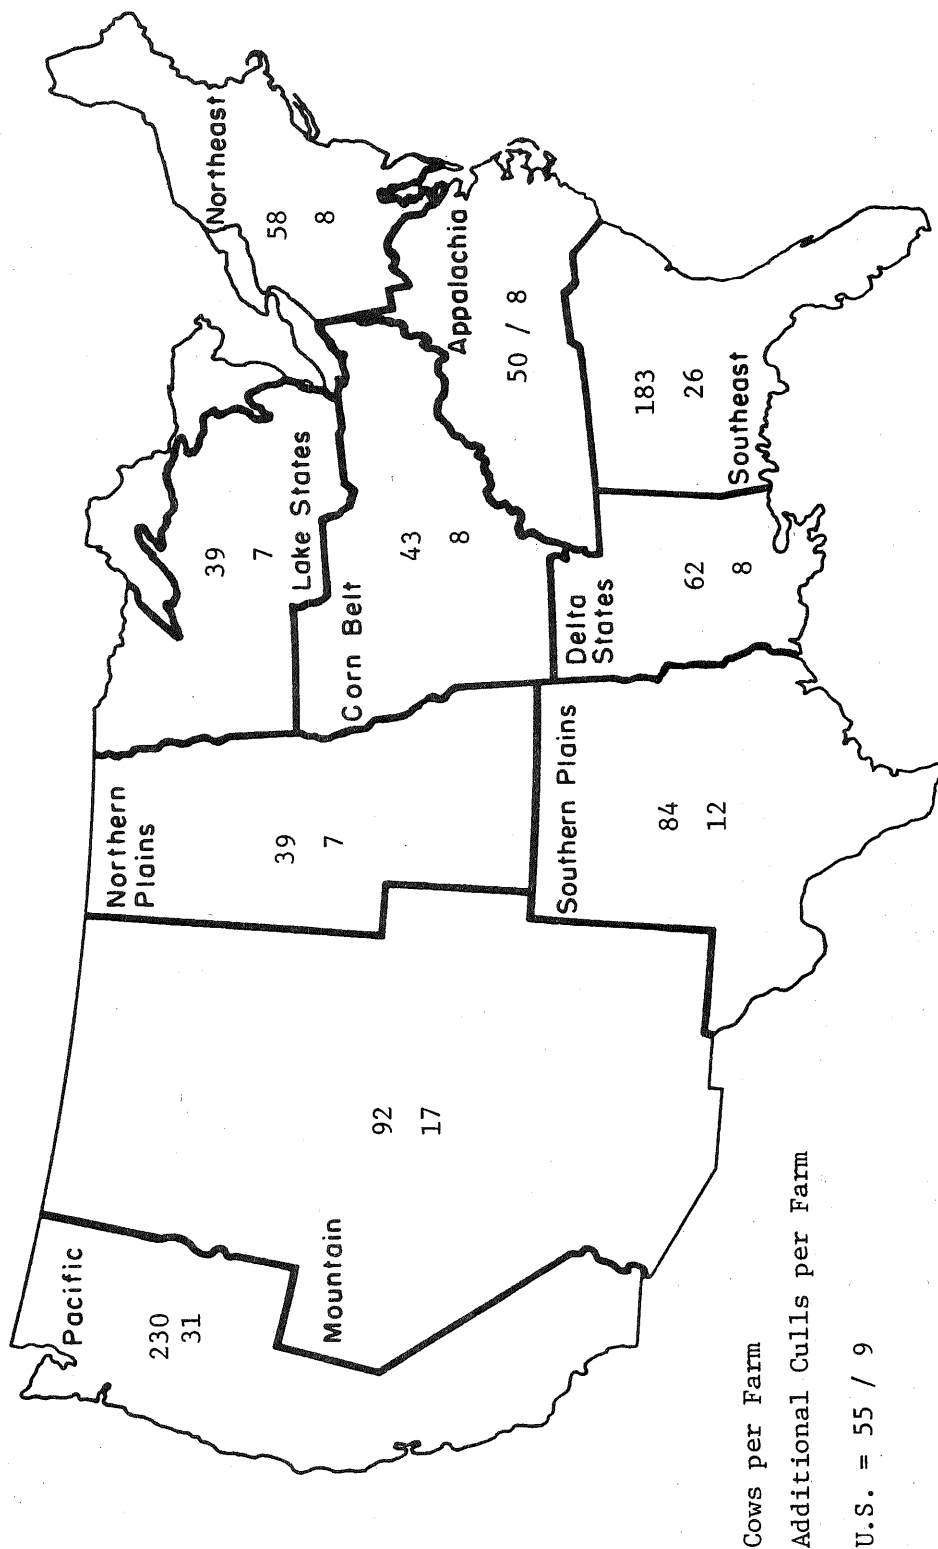 Pacific
230
31
Mountain
92
17
Northern
Plains
39
7
Southern Plains
84
12
Lake States
39
7
Corn Belt
43
8
Delta
States
62
8
Northeast
58
8
Appalachia
50 / 8
183
26
Southeast
Cows per Farm
Additional Culls per Farm
U.S. = 55 / 9